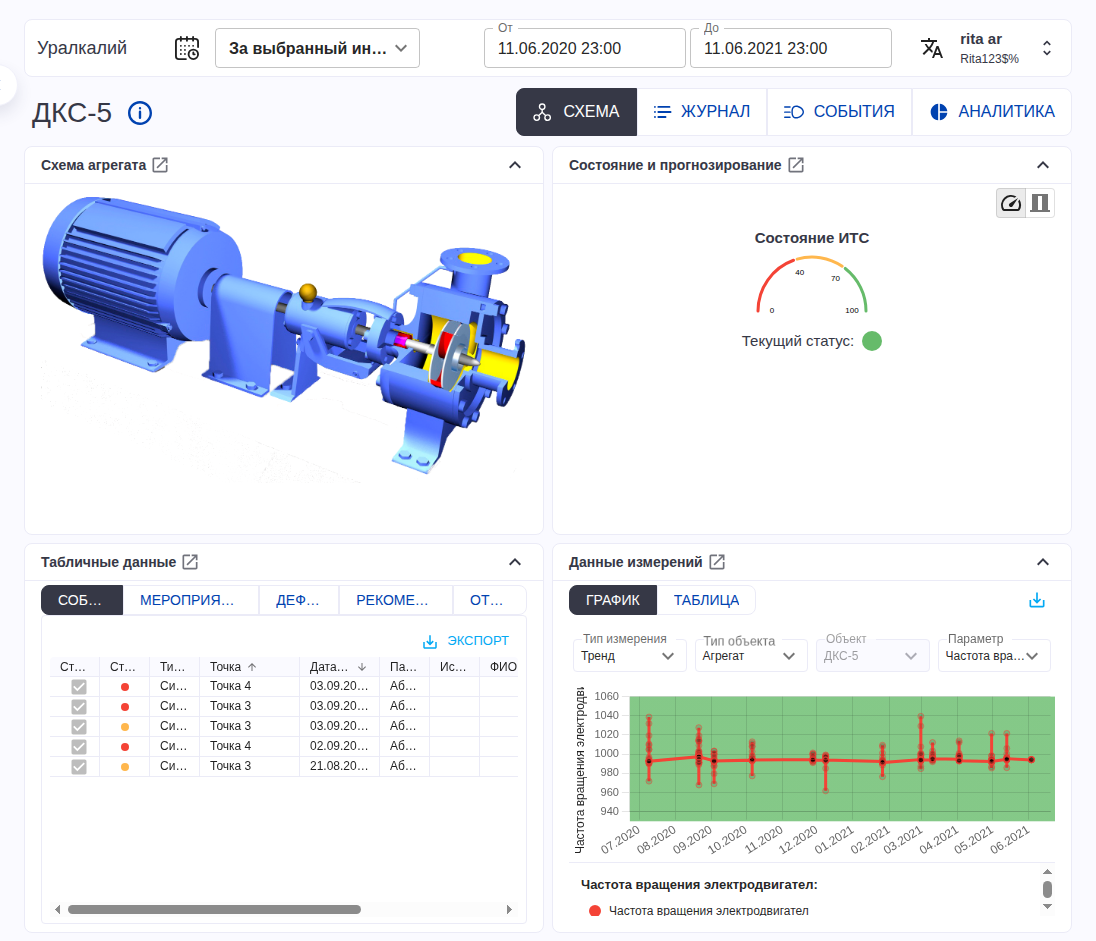 Уралкалий
За выбранный ин...
От
11.06.2020 23:00
До
11.06.2021 23:00
rita ar
Rita123$%
ДКС-5
СХЕМА
ЖУРНАЛ
СОБЫТИЯ
АНАЛИТИКА
Схема агрегата
Состояние и прогнозирование
Состояние ИТС
0
40
70
100
Текущий статус:
Табличные данные
СОБ...
МЕРОПРИЯ...
ДЕФ...
РЕКОМЕ...
ОТ...
ЭКСПОРТ
Ст... Ст... Ти... Точка Дата... Па... Ис... ФИО
Си... Точка 4 03.09.20... Аб...
Си... Точка 3 03.09.20... Аб...
Си... Точка 3 03.09.20... Аб...
Си... Точка 4 02.09.20... Аб...
Си... Точка 3 21.08.20... Аб...
Данные измерений
ГРАФИК
ТАБЛИЦА
Тип измерения
Тренд
Тип объекта
Агрегат
Объект
ДКС-5
Параметр
Частота вра...
Частота вращения электродви
1060
1040
1020
1000
980
960
940
07.2020 08.2020 09.2020 10.2020 11.2020 12.2020 01.2021 02.2021 03.2021 04.2021 05.2021 06.2021
Частота вращения электродвигател:
Частота вращения электродвигател